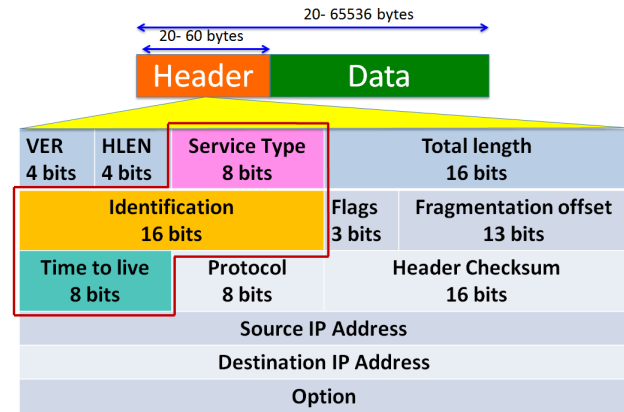 20- 65536 bytes
20- 60 bytes
Header Data
VER HLEN Service Type Total length
4 bits 4 bits 8 bits 16 bits
Identification Flags Fragmentation offset
16 bits 3 bits 13 bits
Time to live Protocol Header Checksum
8 bits 8 bits 16 bits
Source IP Address
Destination IP Address
Option